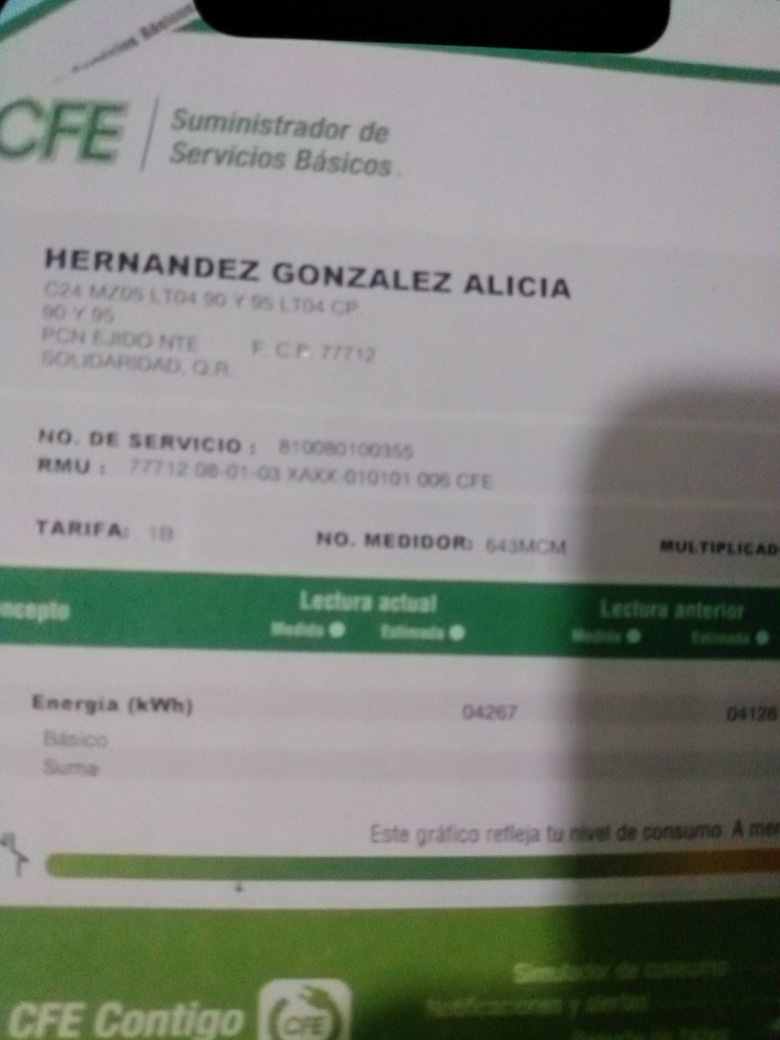 CFE
Suministrador de
Servicios Básicos
HERNANDEZ GONZALEZ ALICIA
C24 MZ05 LT04 90 Y 95 LT04 CP
90 Y 95
PCN EJIDO NTE F. C.P. 77712
SOLIDARIDAD, Q.R.
NO. DE SERVICIO : 810080100355
RMU : 77712 08-01-03 XAXX-010101 006 CFE
TARIFA: 1B NO. MEDIDOR: 643MCM MULTIPLICAD
ncepto Lectura actual Lectura anterior
Medida Estimada Medida Estimada
Energía (kWh) 04267 04126
Básico
Suma
Este gráfico refleja tu nivel de consumo. A men
Simulador de consumo
Notificaciones y alertas
CFE Contigo CFE